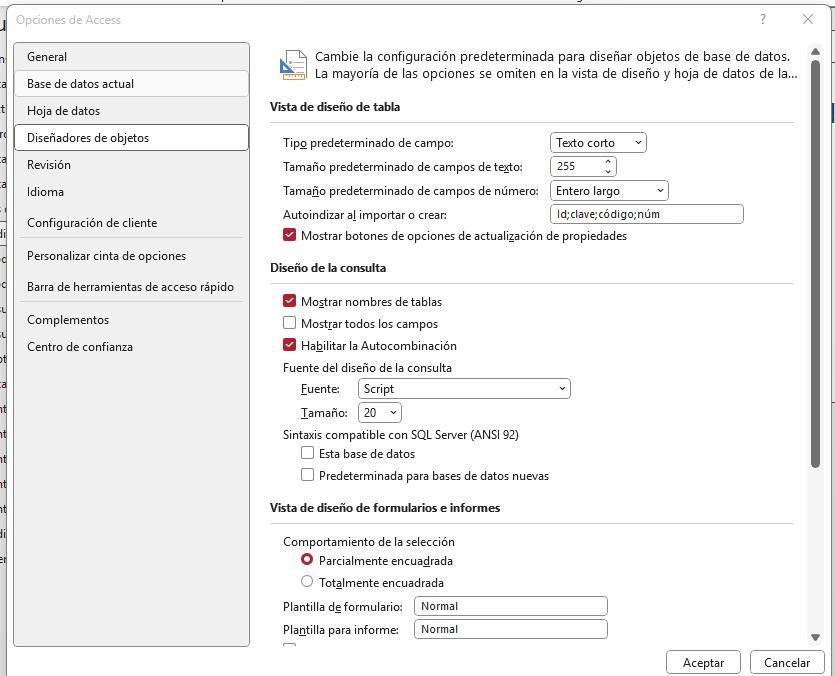 Opciones de Access
?
General
Base de datos actual
Hoja de datos
Diseñadores de objetos
Revisión
Idioma
Configuración de cliente
Personalizar cinta de opciones
Barra de herramientas de acceso rápido
Complementos
Centro de confianza
Cambie la configuración predeterminada para diseñar objetos de base de datos.
La mayoría de las opciones se omiten en la vista de diseño y hoja de datos de la...
Vista de diseño de tabla
Tipo predeterminado de campo: Texto corto
Tamaño predeterminado de campos de texto: 255
Tamaño predeterminado de campos de número: Entero largo
Autoindizar al importar o crear: Id;clave;código;núm
Mostrar botones de opciones de actualización de propiedades
Diseño de la consulta
Mostrar nombres de tablas
Mostrar todos los campos
Habilitar la Autocombinación
Fuente del diseño de la consulta
Fuente: Script
Tamaño: 20
Sintaxis compatible con SQL Server (ANSI 92)
Esta base de datos
Predeterminada para bases de datos nuevas
Vista de diseño de formularios e informes
Comportamiento de la selección
Parcialmente encuadrada
Totalmente encuadrada
Plantilla de formulario: Normal
Plantilla para informe: Normal
Aceptar Cancelar